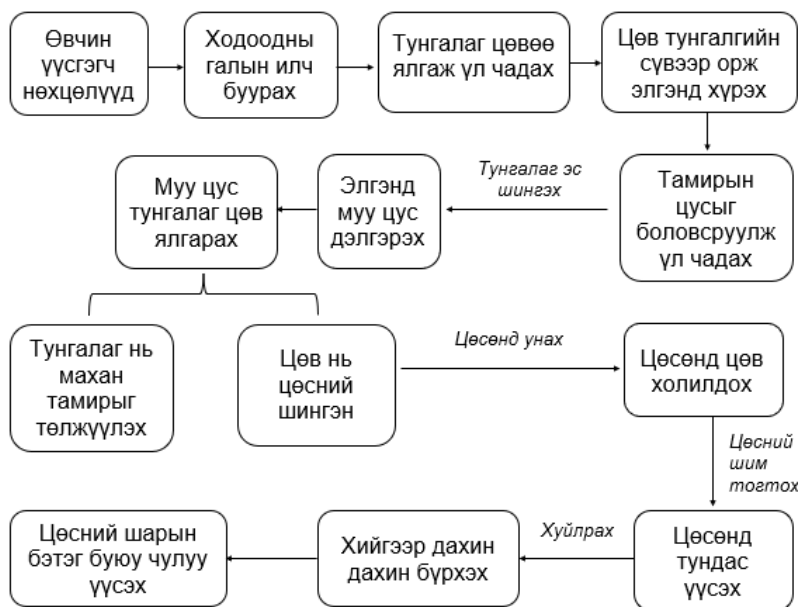 Өвчин
үүсгэгч
нөхцөлүүд
Ходоодны
галын илч
буурах
Тунгалаг цөвөө
ялгаж үл чадах
Цөв тунгалгийн
сүвээр орж
элгэнд хүрэх
Тамирын
цусыг
боловсруулж
үл чадах
Тунгалаг эс
шингэх
Элгэнд
муу цус
дэлгэрэх
Муу цус
тунгалаг цөв
ялгарах
Тунгалаг нь
махан
тамирыг
төлжүүлэх
Цөв нь
цөсний
шингэн
Цөсөнд унах
Цөсөнд цөв
холилдох
Цөсний
шим
тогтох
Цөсөнд
тундас
үүсэх
Хуйлрах
Хийгээр дахин
дахин бүрхэх
Цөсний шарын
бэтэг буюу чулуу
үүсэх